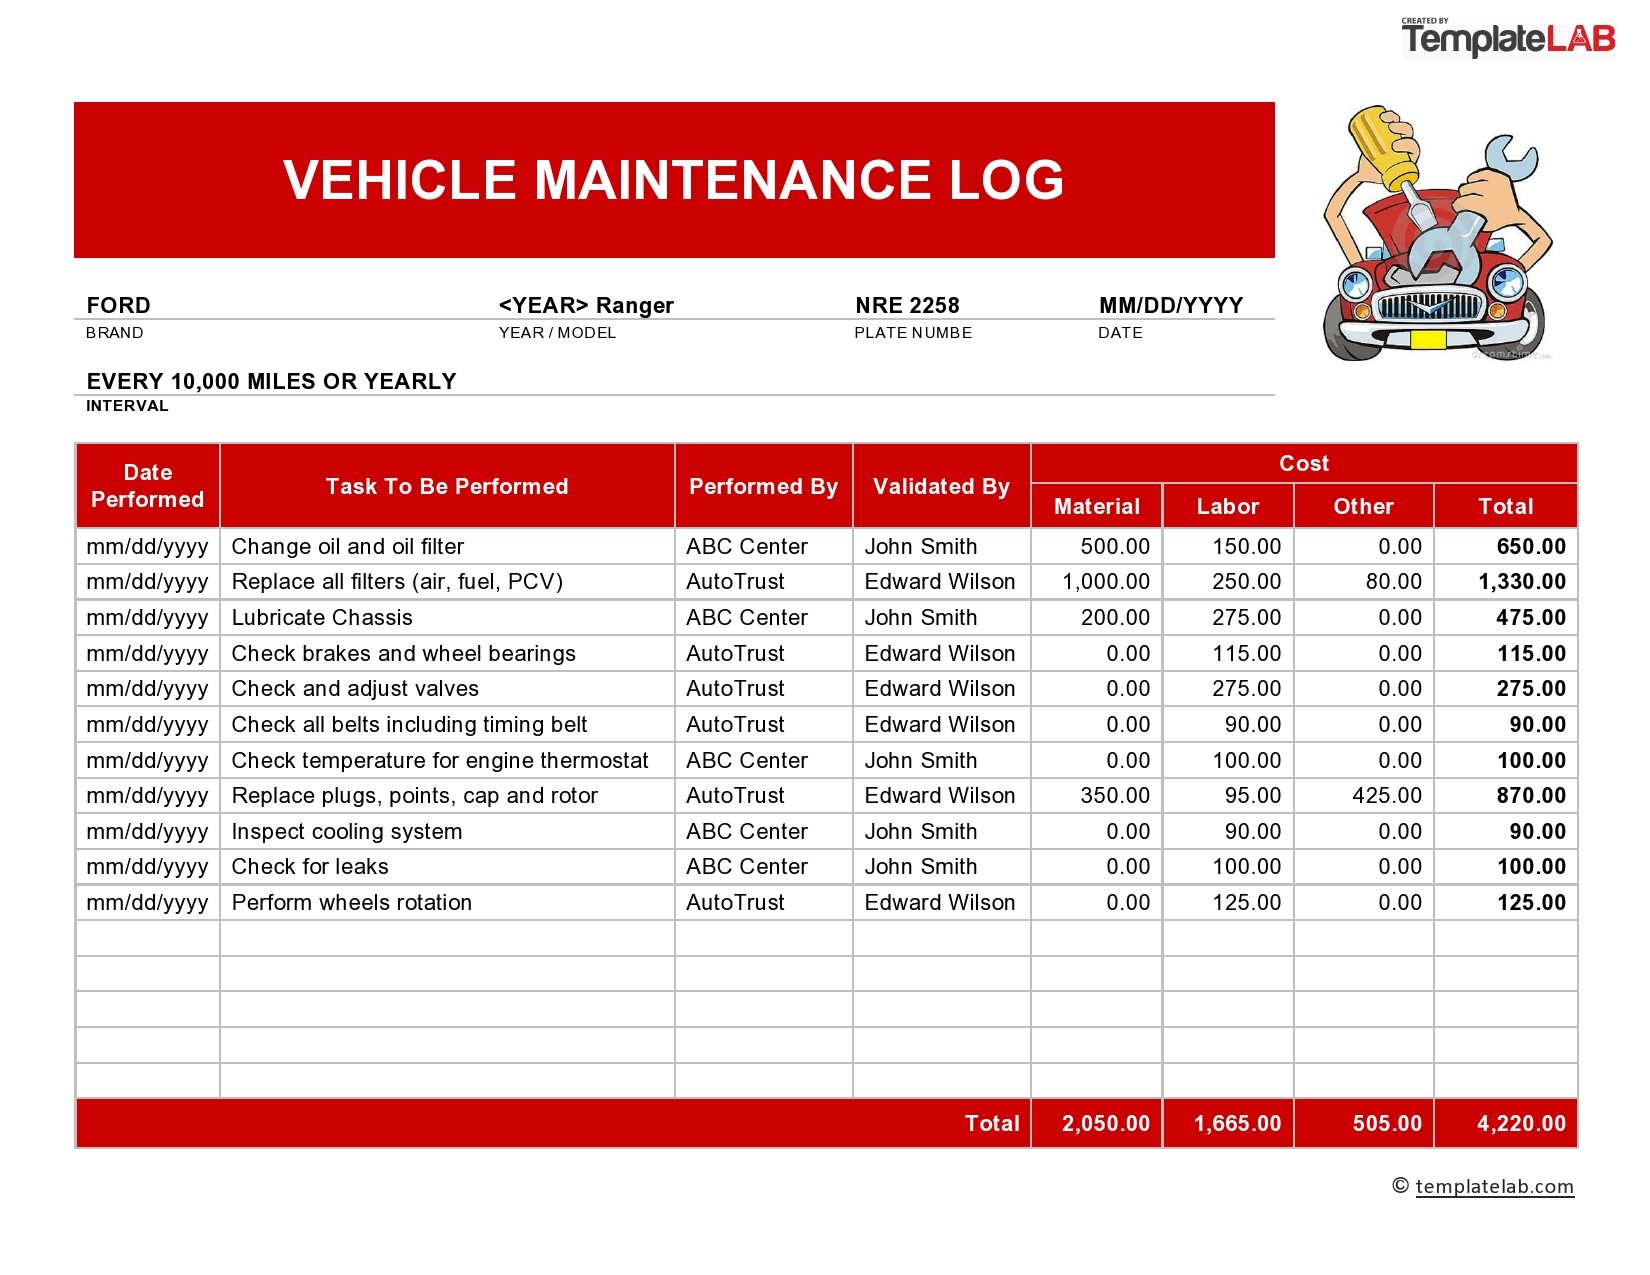 CREATED BY
TemplateLAB
VEHICLE MAINTENANCE LOG
FORD <YEAR> Ranger NRE 2258 MM/DD/YYYY
BRAND YEAR / MODEL PLATE NUMBE DATE
dreamstime.com
EVERY 10,000 MILES OR YEARLY
INTERVAL
Date Performed Task To Be Performed Performed By Validated By Cost
Material Labor Other Total
mm/dd/yyyy Change oil and oil filter ABC Center John Smith 500.00 150.00 0.00 650.00
mm/dd/yyyy Replace all filters (air, fuel, PCV) AutoTrust Edward Wilson 1,000.00 250.00 80.00 1,330.00
mm/dd/yyyy Lubricate Chassis ABC Center John Smith 200.00 275.00 0.00 475.00
mm/dd/yyyy Check brakes and wheel bearings AutoTrust Edward Wilson 0.00 115.00 0.00 115.00
mm/dd/yyyy Check and adjust valves AutoTrust Edward Wilson 0.00 275.00 0.00 275.00
mm/dd/yyyy Check all belts including timing belt AutoTrust Edward Wilson 0.00 90.00 0.00 90.00
mm/dd/yyyy Check temperature for engine thermostat ABC Center John Smith 0.00 100.00 0.00 100.00
mm/dd/yyyy Replace plugs, points, cap and rotor AutoTrust Edward Wilson 350.00 95.00 425.00 870.00
mm/dd/yyyy Inspect cooling system ABC Center John Smith 0.00 90.00 0.00 90.00
mm/dd/yyyy Check for leaks ABC Center John Smith 0.00 100.00 0.00 100.00
mm/dd/yyyy Perform wheels rotation AutoTrust Edward Wilson 0.00 125.00 0.00 125.00
Total 2,050.00 1,665.00 505.00 4,220.00
© templatelab.com